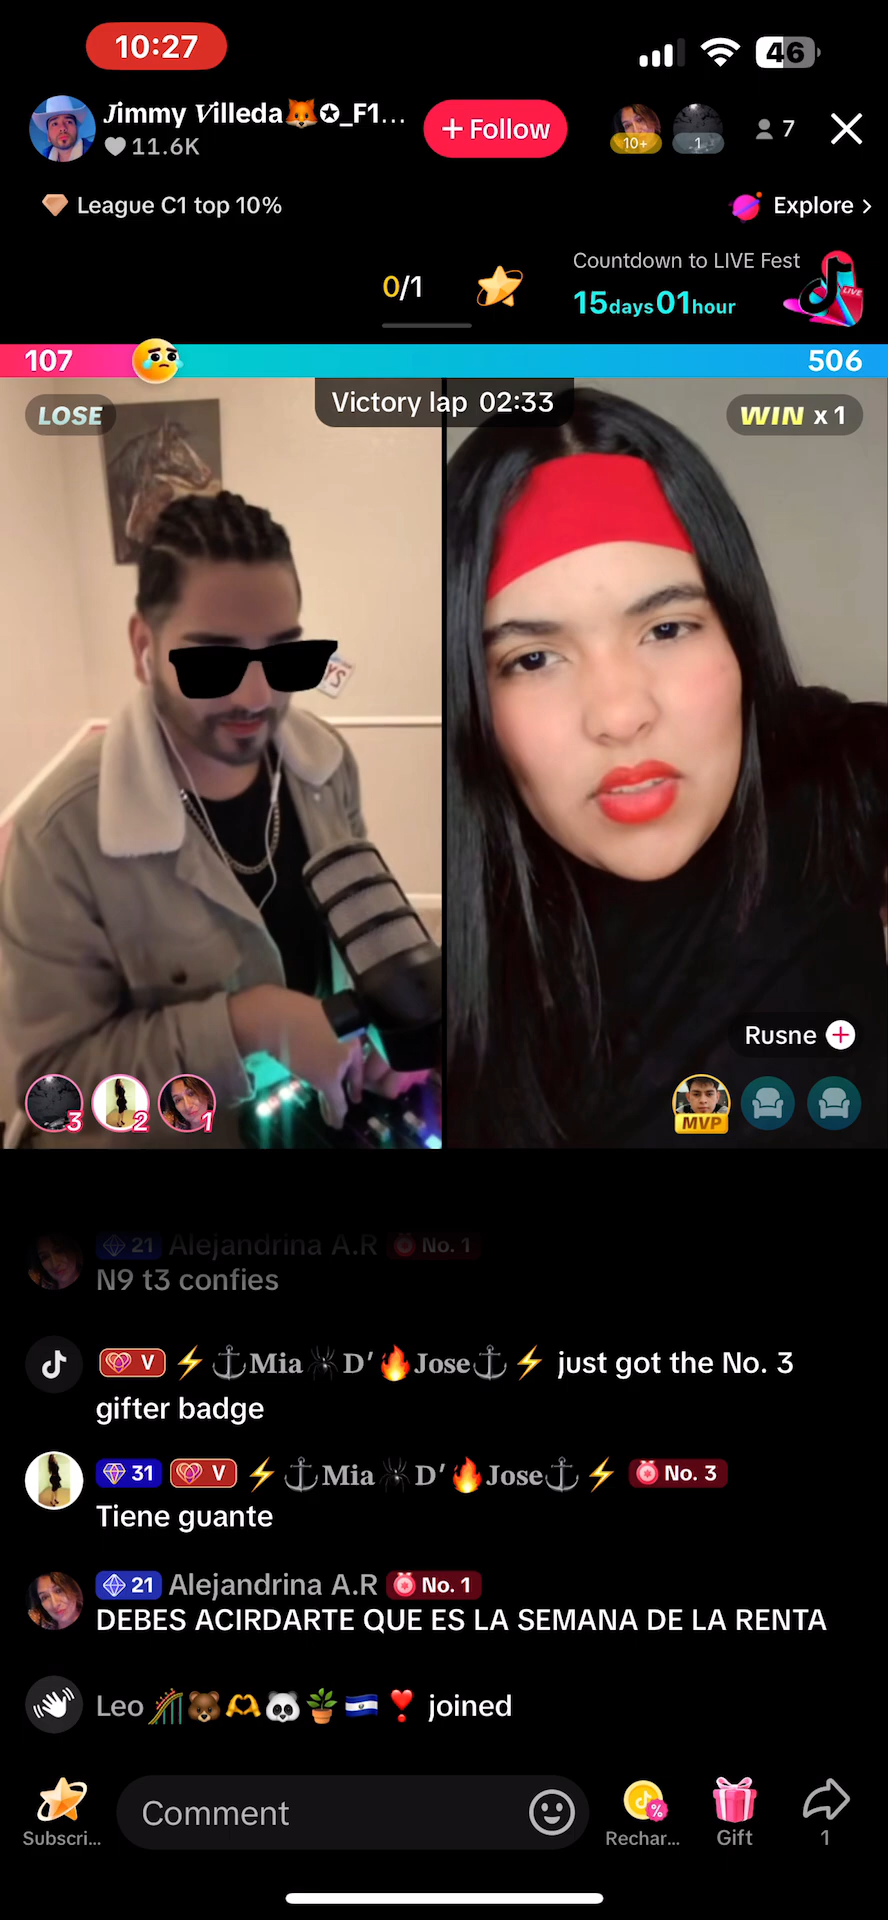 10:27
46
Jimmy Villeda🦊✪_F1...
11.6K
+ Follow
10+
1
7
League C1 top 10%
Explore >
0/1
Countdown to LIVE Fest
15days01hour
LIVE
107
506
LOSE
Victory lap 02:33
WIN x 1
YS
Rusne
3
2
1
MVP
21 Alejandrina A.R No. 1
N9 t3 confies
V ⚡⚓Mia🕷D'🔥Jose⚓⚡ just got the No. 3
gifter badge
31 V ⚡⚓Mia🕷D'🔥Jose⚓⚡ No. 3
Tiene guante
21 Alejandrina A.R No. 1
DEBES ACIRDARTE QUE ES LA SEMANA DE LA RENTA
Leo 🎢🐻🫶🐼🪴🇸🇻❣️ joined
Comment
Subscri...
Rechar...
Gift
1